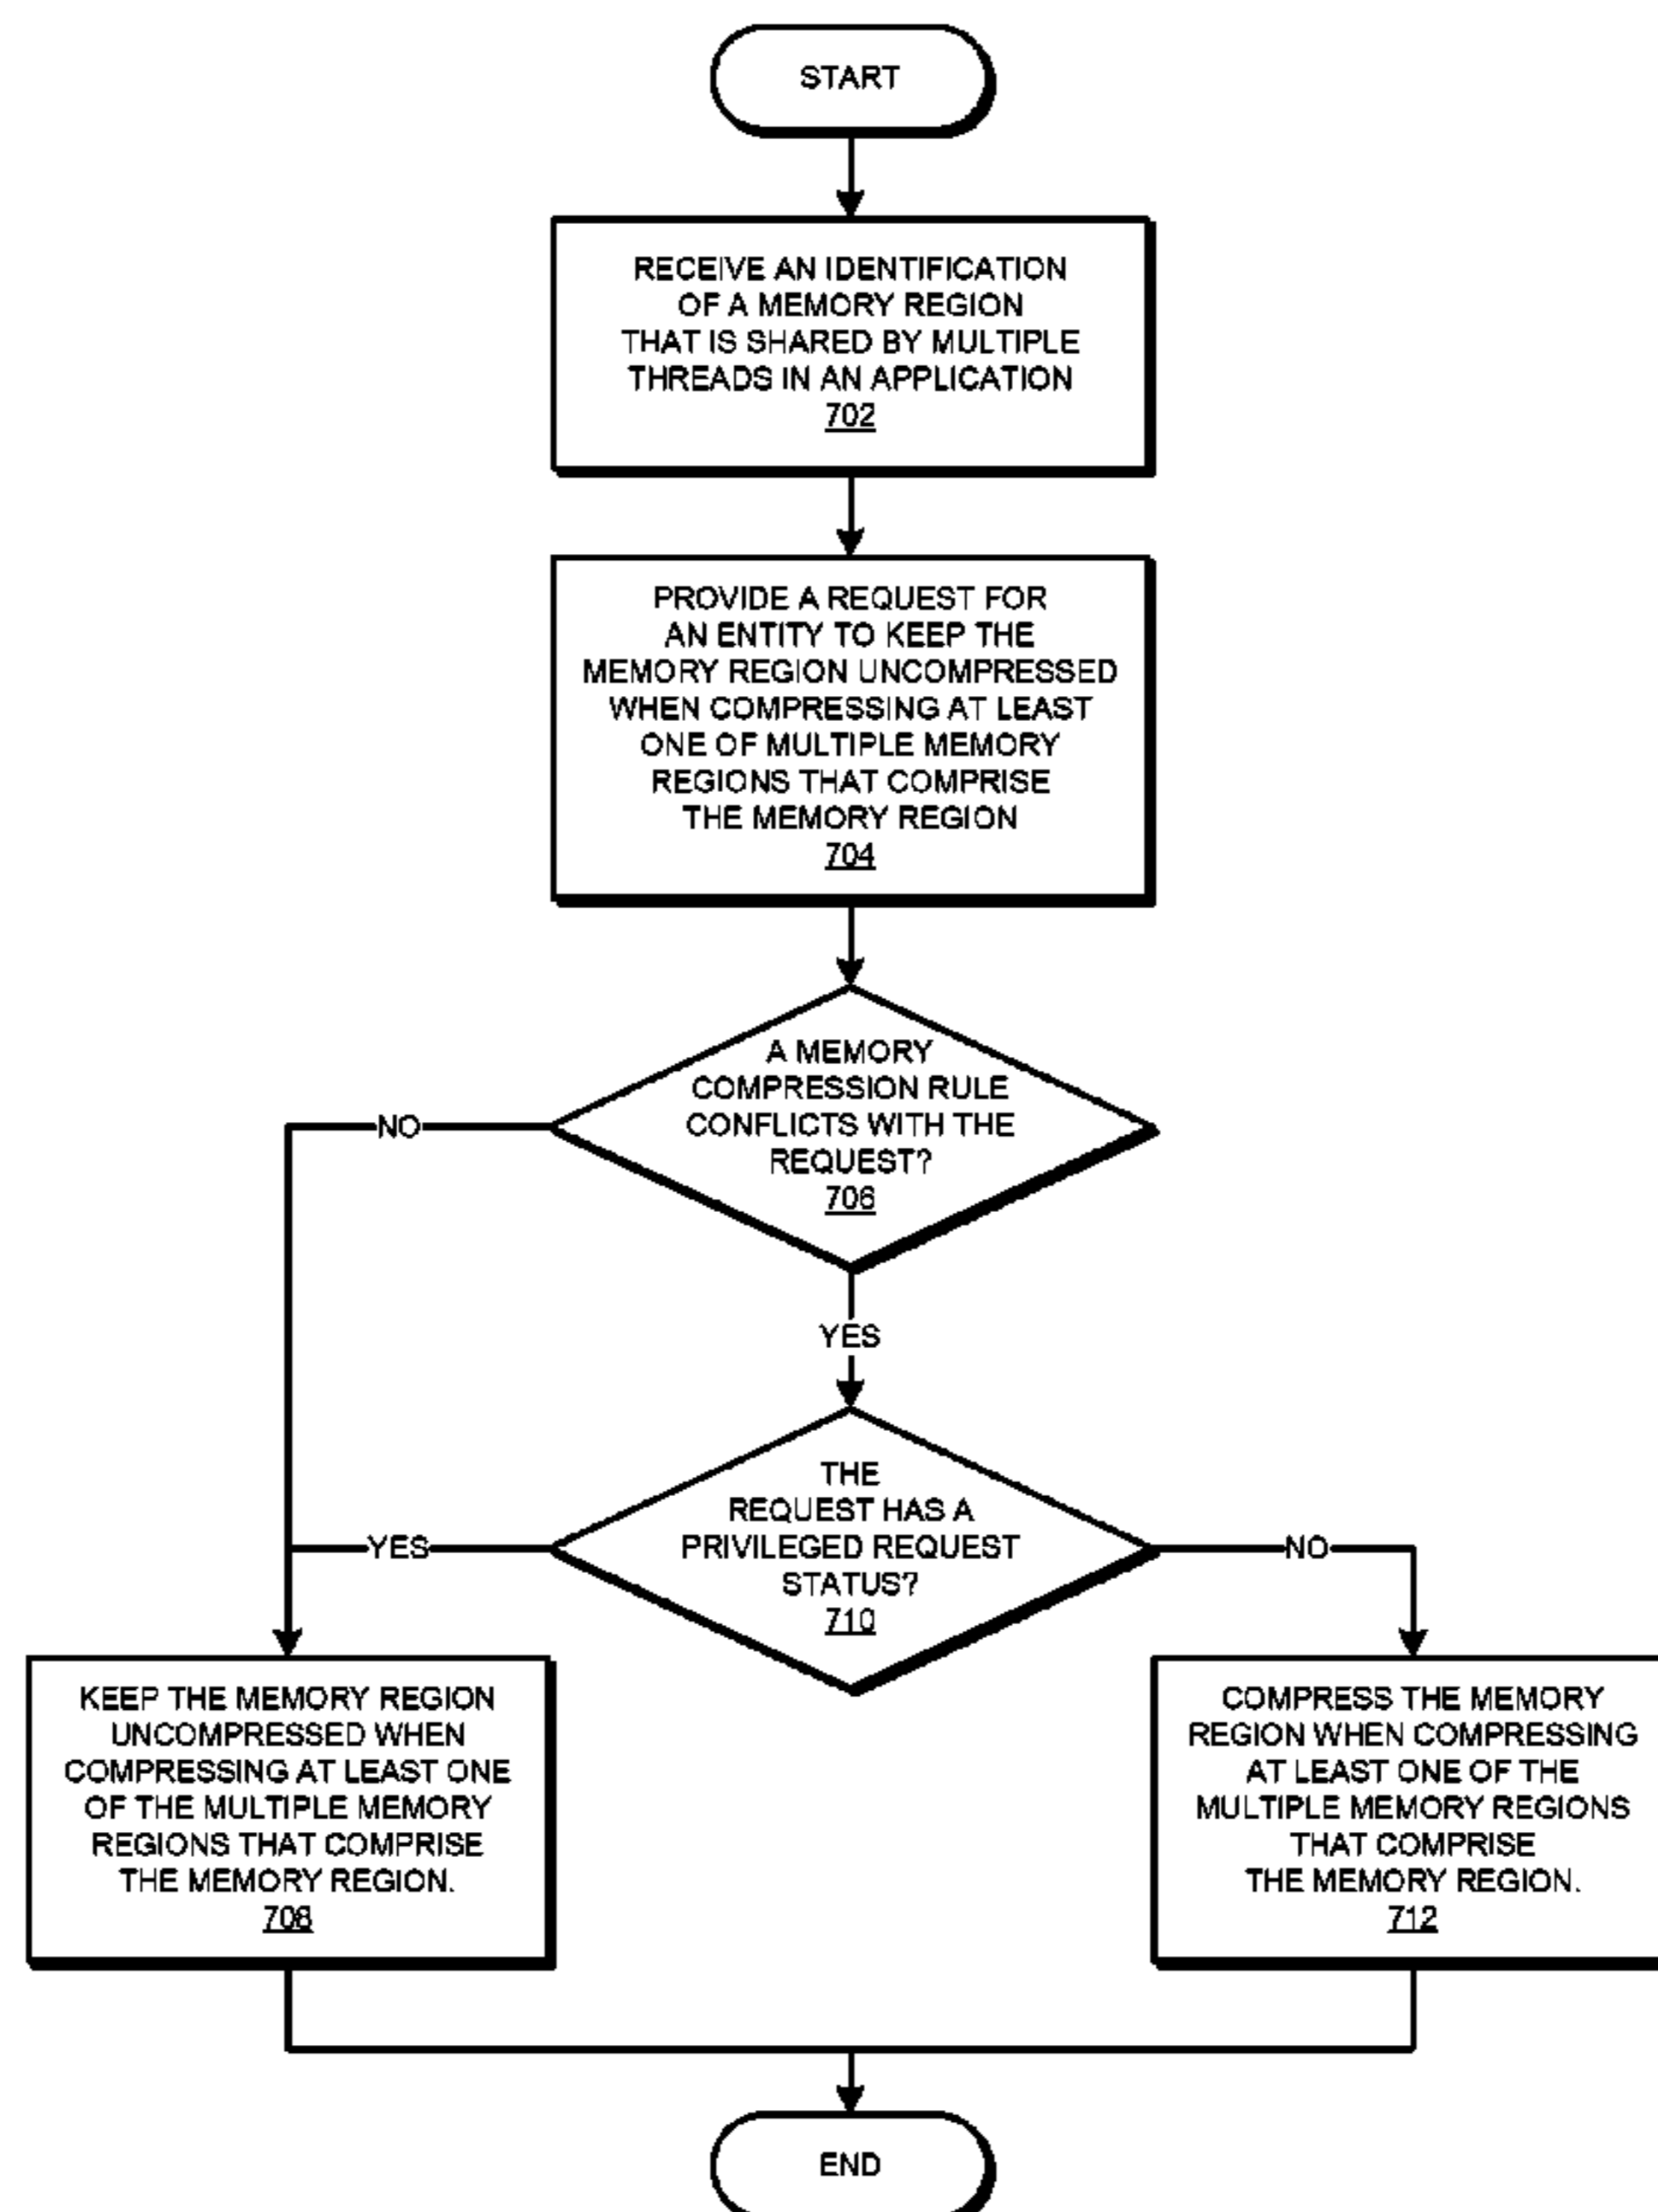 START
RECEIVE AN IDENTIFICATION
OF A MEMORY REGION
THAT IS SHARED BY MULTIPLE
THREADS IN AN APPLICATION
702
PROVIDE A REQUEST FOR
AN ENTITY TO KEEP THE
MEMORY REGION UNCOMPRESSED
WHEN COMPRESSING AT LEAST
ONE OF MULTIPLE MEMORY
REGIONS THAT COMPRISE
THE MEMORY REGION
704
A MEMORY
COMPRESSION RULE
CONFLICTS WITH THE
REQUEST?
706
NO
YES
THE
REQUEST HAS A
PRIVILEGED REQUEST
STATUS?
710
YES
NO
KEEP THE MEMORY REGION
UNCOMPRESSED WHEN
COMPRESSING AT LEAST ONE
OF THE MULTIPLE MEMORY
REGIONS THAT COMPRISE
THE MEMORY REGION.
708
COMPRESS THE MEMORY
REGION WHEN COMPRESSING
AT LEAST ONE OF THE
MULTIPLE MEMORY REGIONS
THAT COMPRISE
THE MEMORY REGION.
712
END